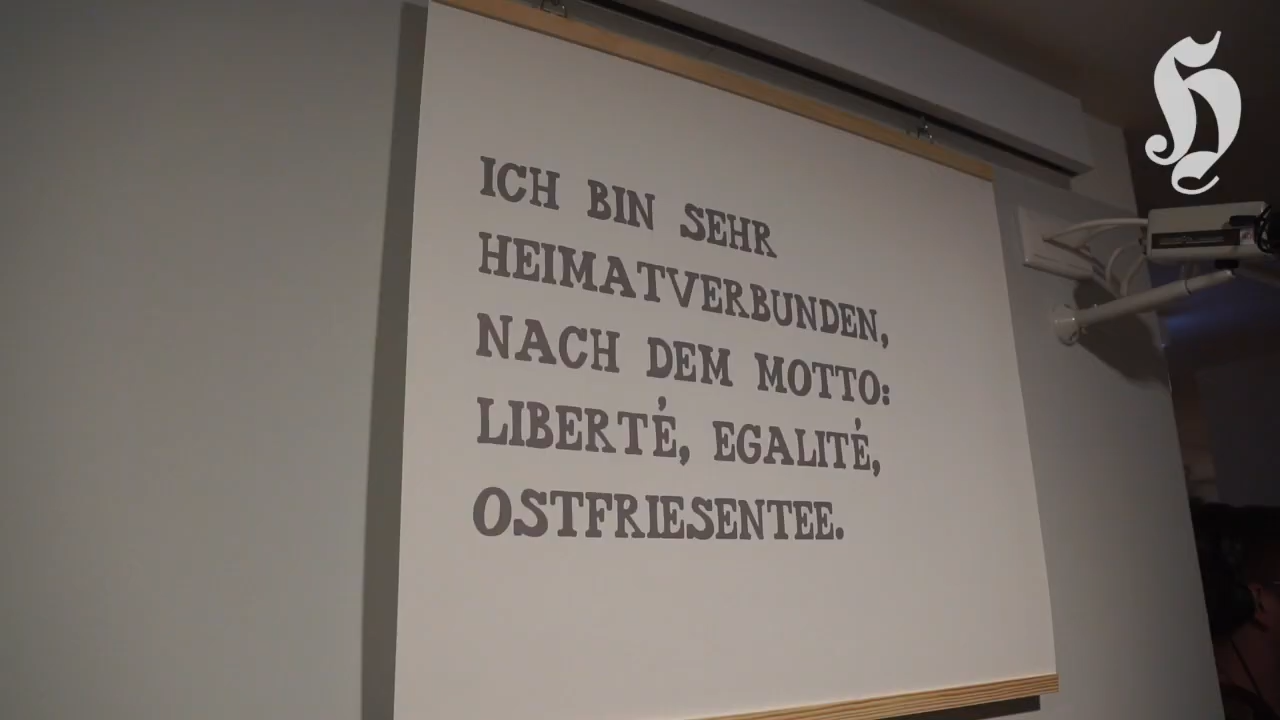 ICH BIN SEHR
HEIMATVERBUNDEN,
NACH DEM MOTTO:
LIBERTÉ, EGALITÉ,
OSTFRIESENTEE.
H